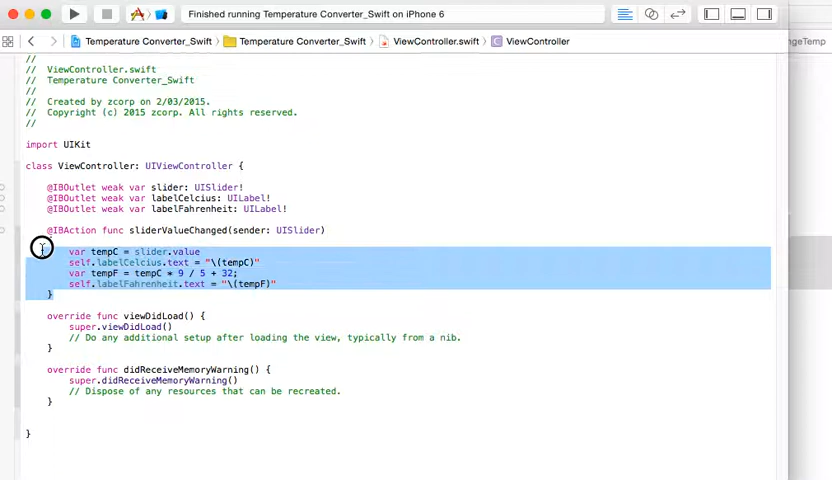 Finished running Temperature Converter_Swift on iPhone 6
Temperature Converter_Swift
Temperature Converter_Swift
ViewController.swift
C ViewController
ngeTemp
//
// ViewController.swift
// Temperature Converter_Swift
//
// Created by zcorp on 2/03/2015.
// Copyright (c) 2015 zcorp. All rights reserved.
//
import UIKit
class ViewController: UIViewController {
@IBOutlet weak var slider: UISlider!
@IBOutlet weak var labelCelcius: UILabel!
@IBOutlet weak var labelFahrenheit: UILabel!
@IBAction func sliderValueChanged(sender: UISlider)
var tempC = slider.value
self.labelCelcius.text = "\(tempC)"
var tempF = tempC * 9 / 5 + 32;
self.labelFahrenheit.text = "\(tempF)"
}
override func viewDidLoad() {
super.viewDidLoad()
// Do any additional setup after loading the view, typically from a nib.
}
override func didReceiveMemoryWarning() {
super.didReceiveMemoryWarning()
// Dispose of any resources that can be recreated.
}
}